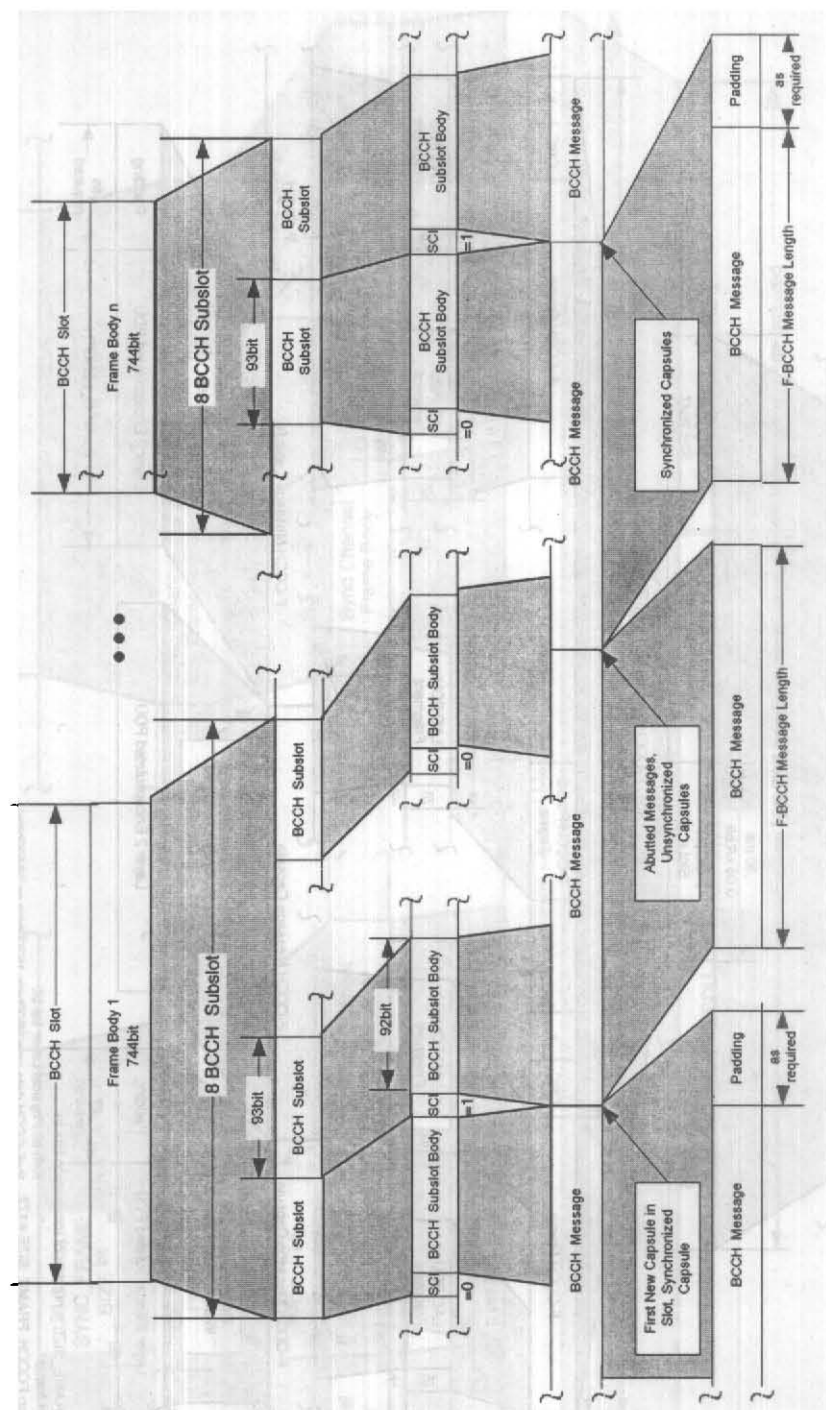 BCCH Slot
Frame Body 1
744bit
8 BCCH Subslot
93bit
BCCH Subslot
BCCH Subslot
BCCH Subslot
92bit
SCI
BCCH Subslot Body
=0
SCI
BCCH Subslot Body
=1
SCI
BCCH Subslot Body
=0
BCCH Message
BCCH Message
First New Capsule in
Slot, Synchronized
Capsule
Abutted Messages,
Unsynchronized
Capsules
BCCH Message
Padding
as
required
BCCH Message
F-BCCH Message Length
BCCH Slot
Frame Body n
744bit
8 BCCH Subslot
93bit
BCCH
Subslot
BCCH
Subslot
SCI
BCCH
Subslot Body
=0
SCI
BCCH
Subslot Body
=1
BCCH Message
BCCH Message
Synchronized Capsules
BCCH Message
Padding
as
required
F-BCCH Message Length